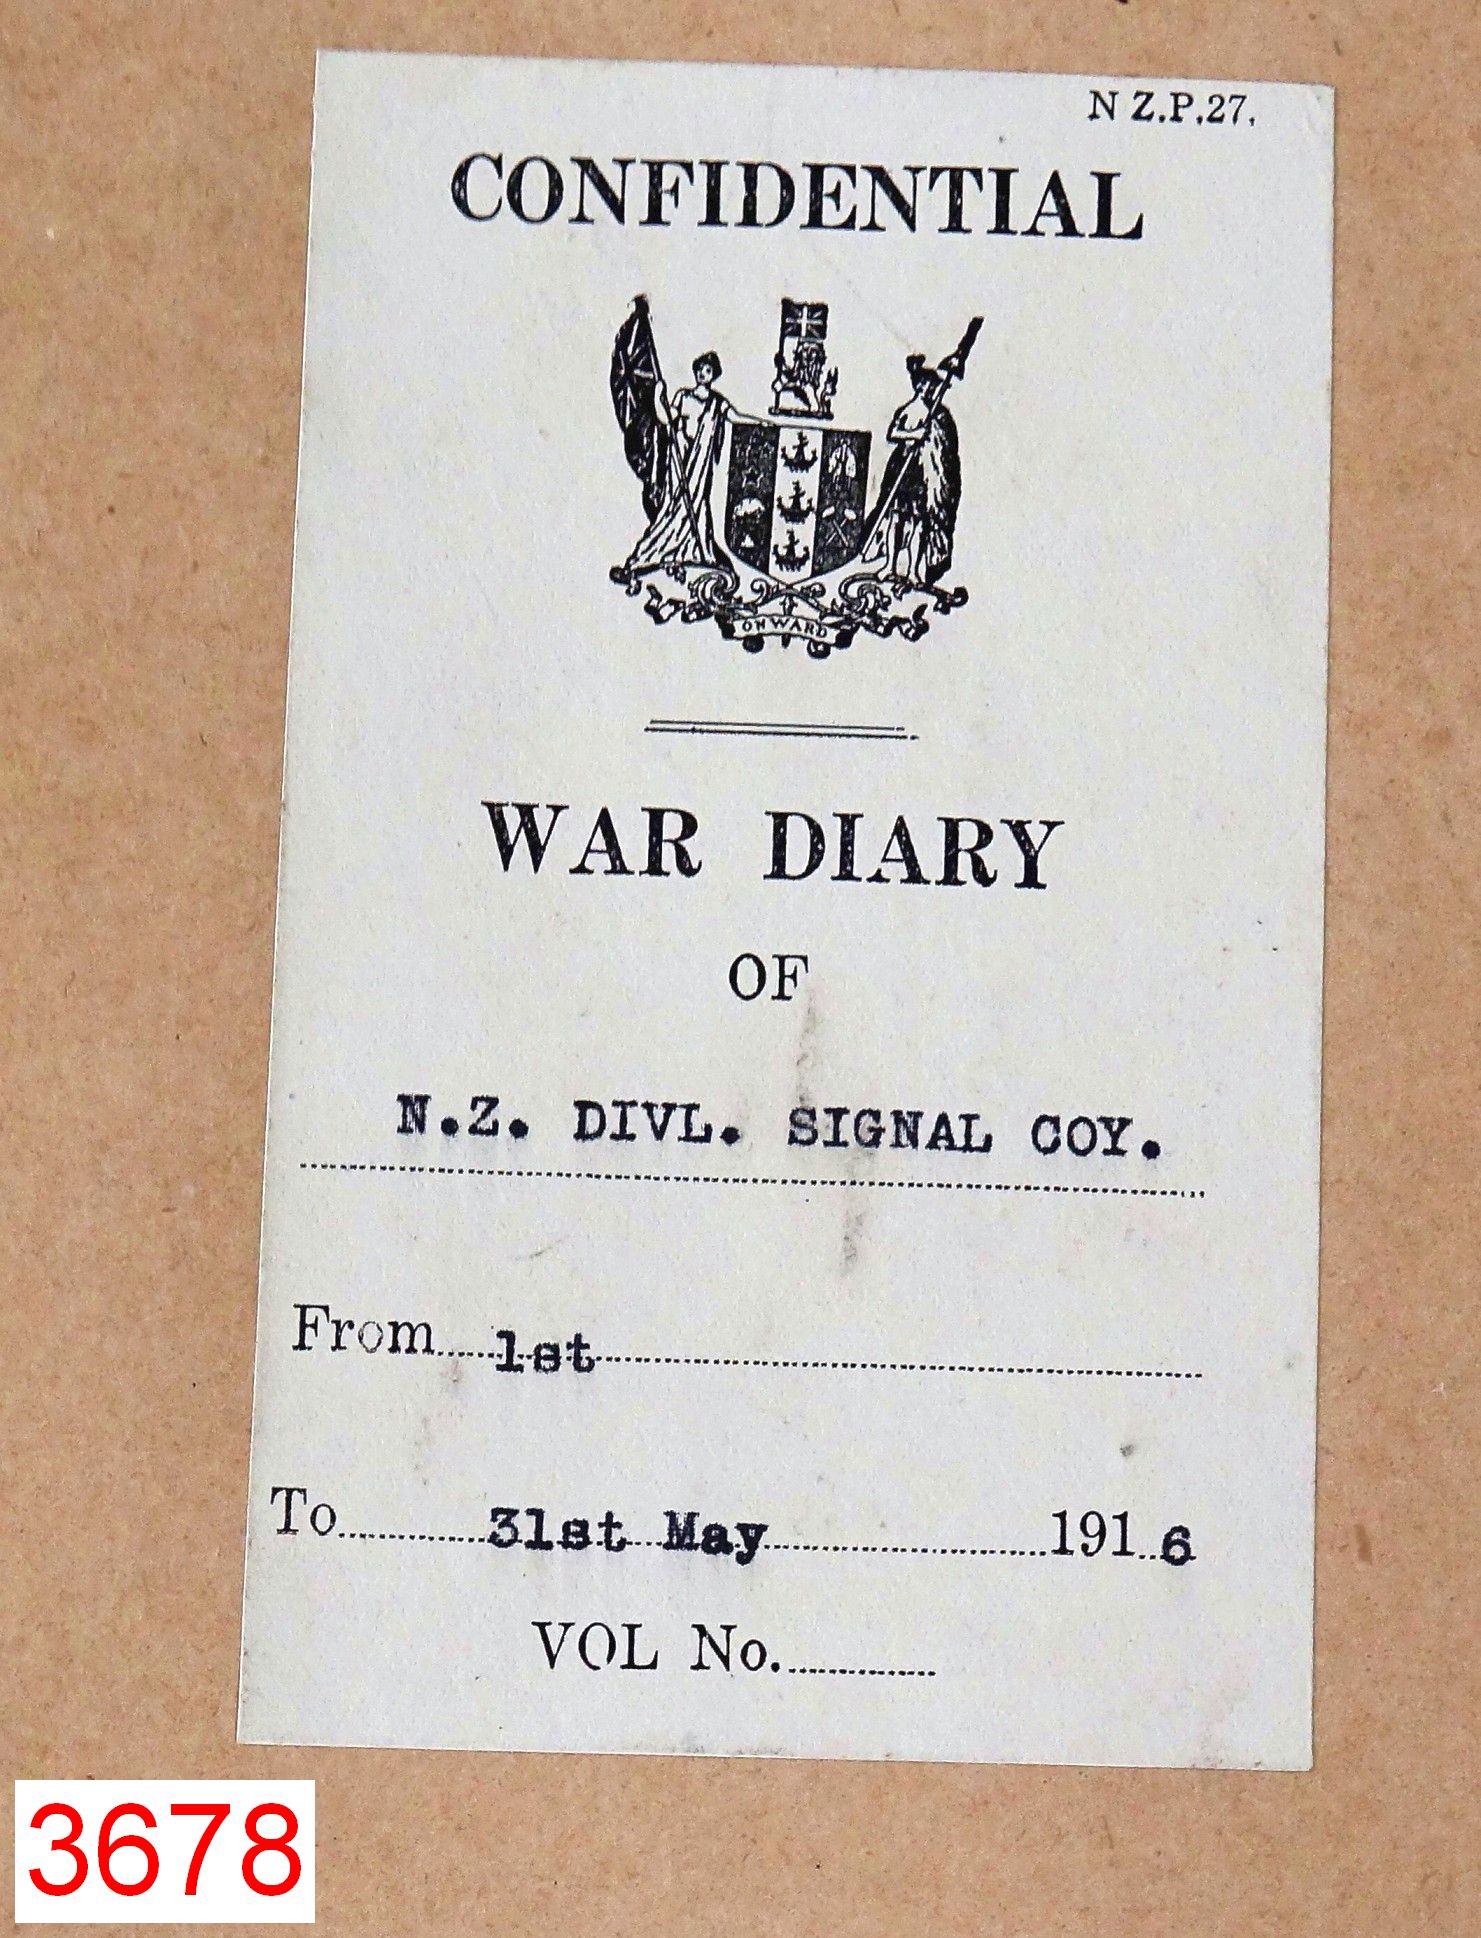 N Z.P.27.
CONFIDENTIAL
ONWARD
WAR DIARY
OF
N.Z. DIVL. SIGNAL COY.
From 1st
To 31st May 1916
VOL No.
3678